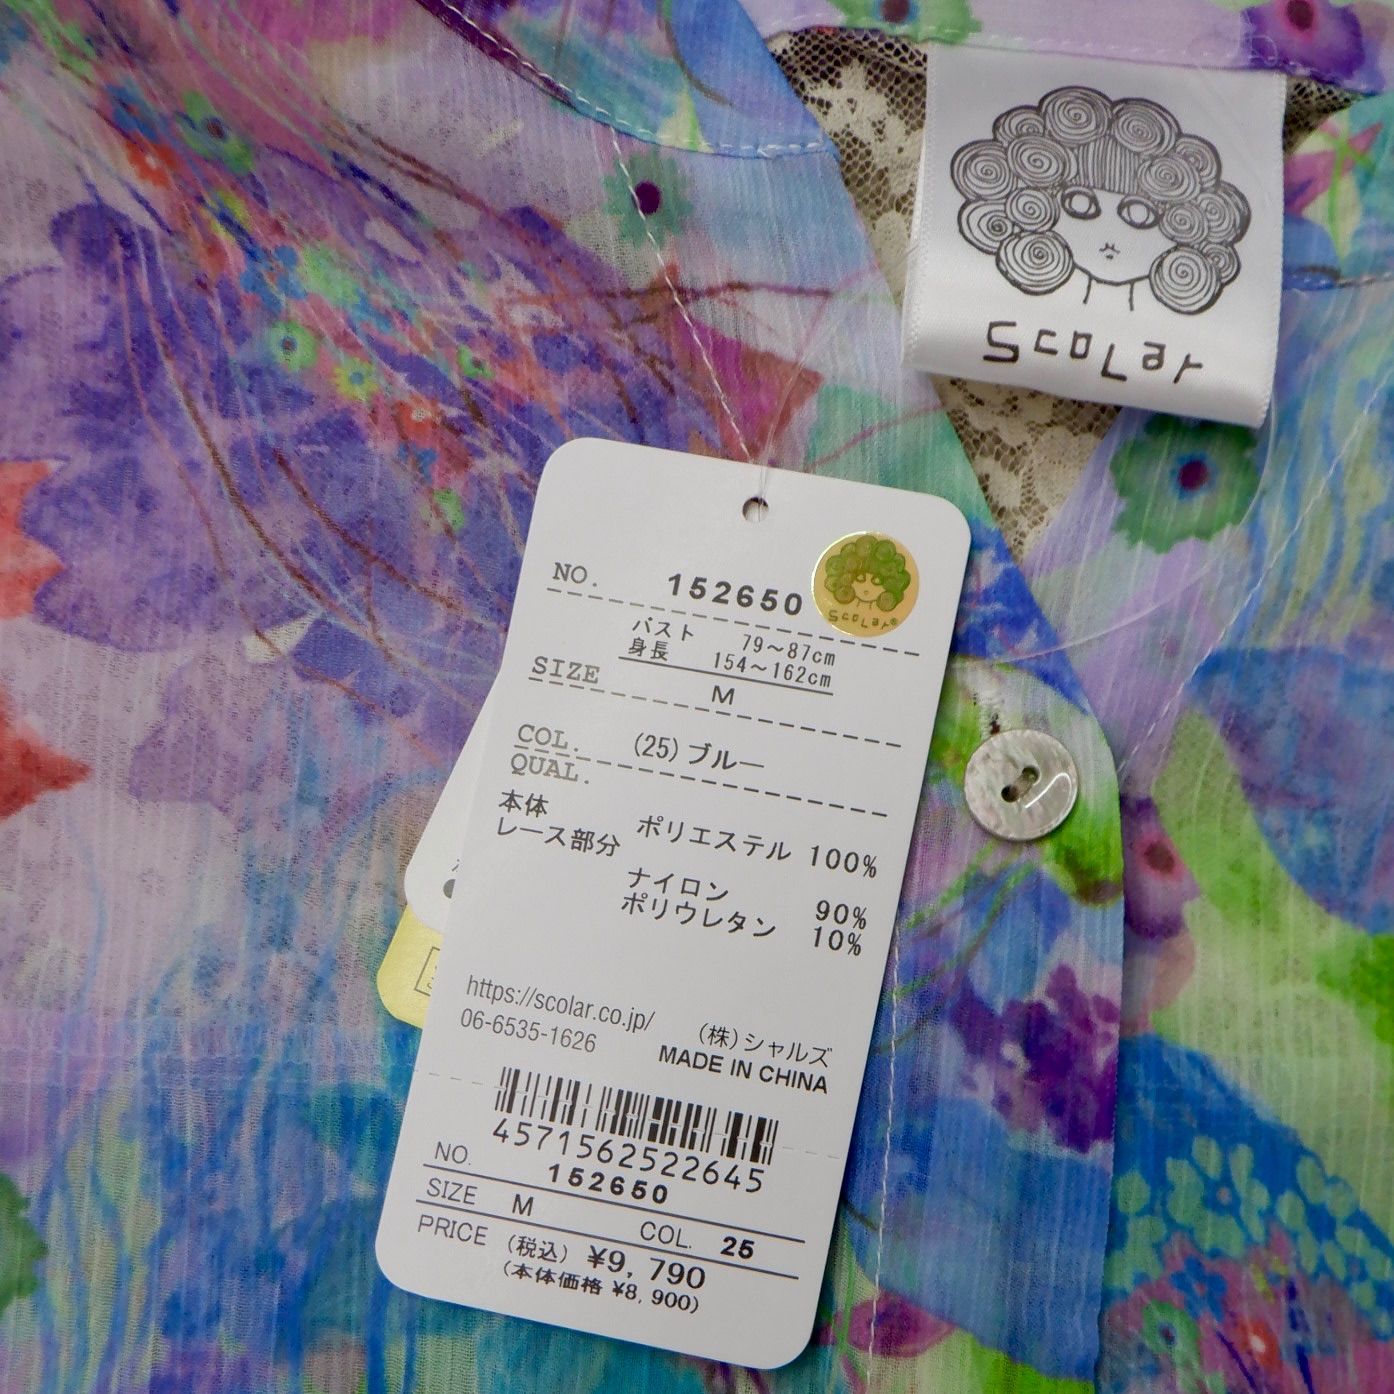 scoLar
NO. 152650
scoLar®
バスト 79～87cm
身長 154～162cm
SIZE M
COL. (25) ブルー
QUAL.
本体 ポリエステル 100%
レース部分
ナイロン 90%
ポリウレタン 10%
https://scolar.co.jp/
06-6535-1626 (株)シャルズ
MADE IN CHINA
4571562522645
NO. 152650
SIZE M COL. 25
PRICE (税込) ¥9,790
(本体価格 ¥8,900)